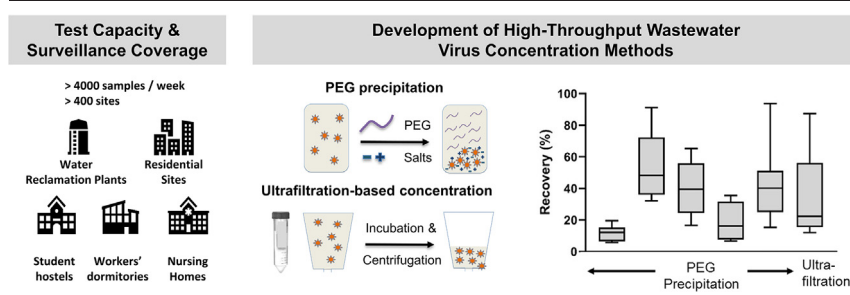 Test Capacity &
Surveillance Coverage
> 4000 samples / week
> 400 sites
Water
Reclamation Plants
Residential
Sites
Student
hostels
Workers'
dormitories
Nursing
Homes
Development of High-Throughput Wastewater
Virus Concentration Methods
PEG precipitation
PEG
Salts
Ultrafiltration-based concentration
Incubation &
Centrifugation
Recovery (%)
100
80
60
40
20
0
PEG
Precipitation
Ultra-
filtration